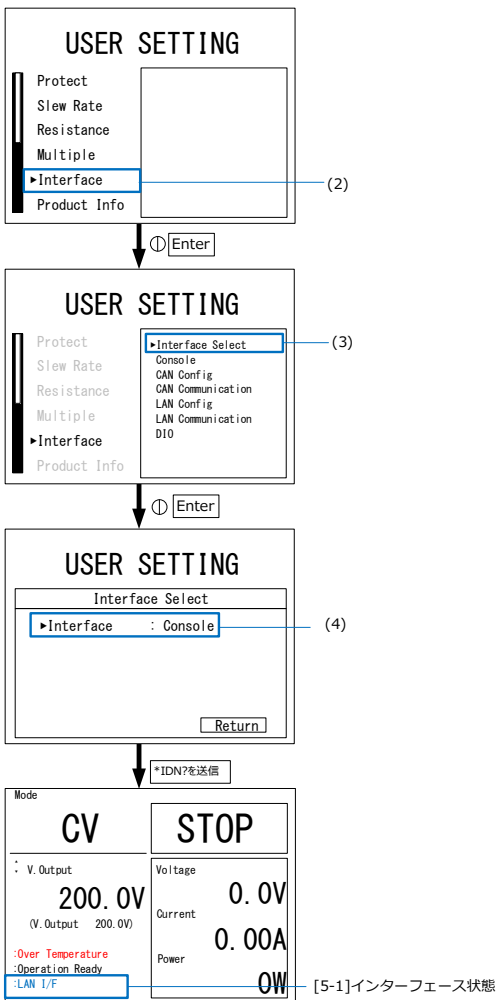 USER SETTING
Protect
Slew Rate
Resistance
Multiple
►Interface
Product Info
(2)
Enter
USER SETTING
Protect
Slew Rate
Resistance
Multiple
►Interface
Product Info
►Interface Select
Console
CAN Config
CAN Communication
LAN Config
LAN Communication
DIO
(3)
Enter
USER SETTING
Interface Select
►Interface : Console
(4)
Return
*IDN?を送信
Mode
CV
STOP
V.Output
200.0V
(V.Output 200.0V)
:Over Temperature
:Operation Ready
:LAN I/F
Voltage
0.0V
Current
0.00A
Power
0W
[5-1]インターフェース状態